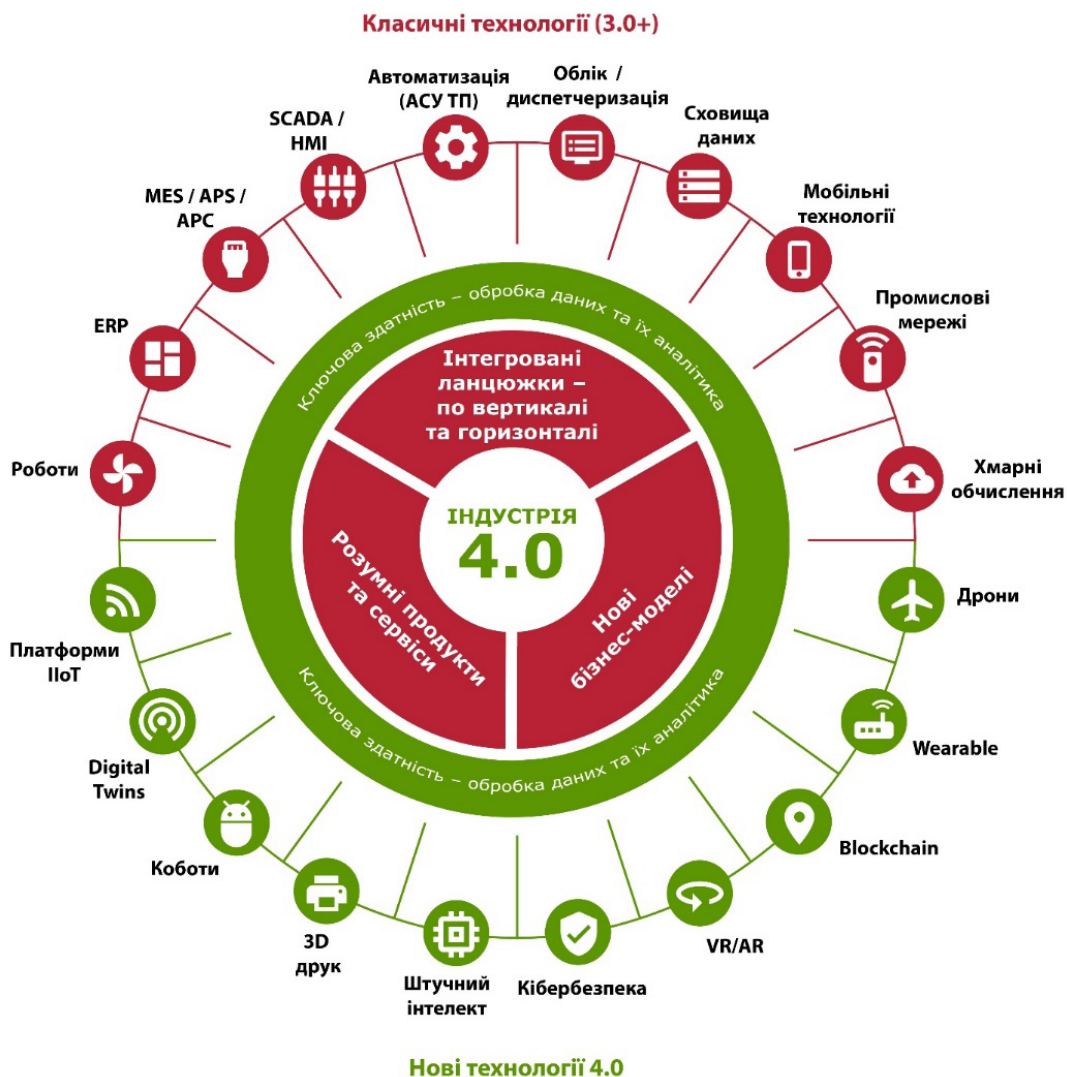 Класичні технології (3.0+)
Автоматизація
(АСУ ТП)
Облік /
диспетчеризація
SCADA /
HMI
Сховища
даних
MES / APS /
APC
Мобільні
технології
ERP
Промислові
мережі
Роботи
Хмарні
обчислення
Ключова здатність – обробка даних та їх аналітика
Інтегровані
ланцюжки –
по вертикалі
та горизонталі
ІНДУСТРІЯ
4.0
Розумні продукти
та сервіси
Нові
бізнес-моделі
Ключова здатність – обробка даних та їх аналітика
Платформи
IIoT
Дрони
Digital
Twins
Wearable
Коботи
Blockchain
3D
друк
VR/AR
Штучний
інтелект
Кібербезпека
Нові технології 4.0